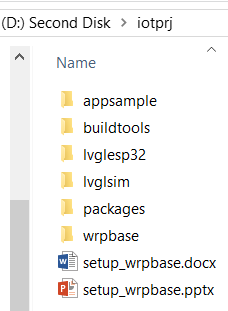 (D:) Second Disk > iotprj
Name
appsample
buildtools
lvglesp32
lvglsim
packages
wrpbase
setup_wrpbase.docx
setup_wrpbase.pptx